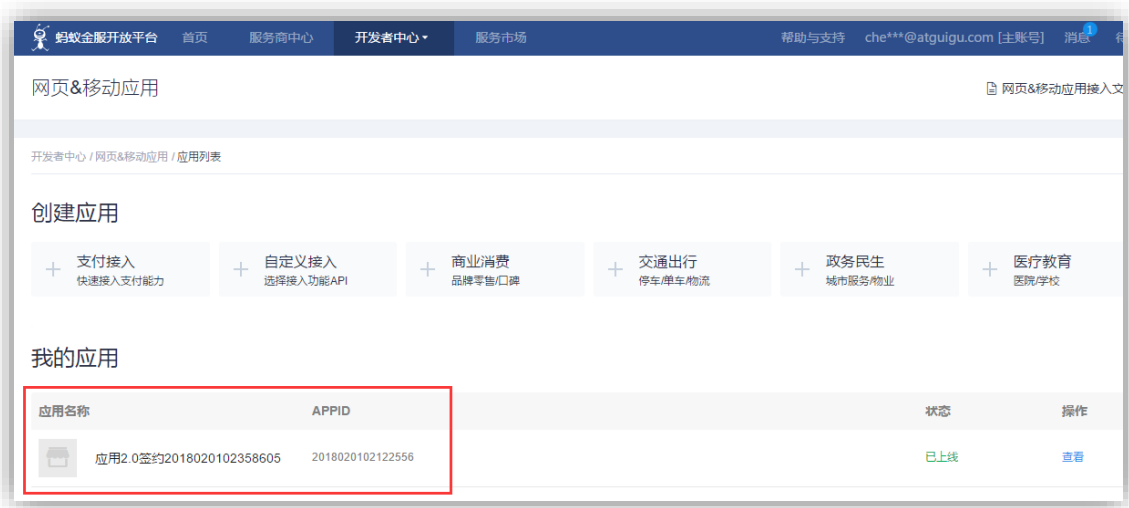 蚂蚁金服开放平台 首页 服务商中心 开发者中心 服务市场 帮助与支持 che***@atguigu.com [主账号] 消息 1
网页&移动应用 网页&移动应用接入文
开发者中心 / 网页&移动应用 / 应用列表
创建应用
支付接入 自定义接入 商业消费 交通出行 政务民生 医疗教育
快速接入支付能力 选择接入功能API 品牌零售/口碑 停车/单车/物流 城市服务/物业 医院/学校
我的应用
应用名称 APPID 状态 操作
应用2.0签约2018020102358605 2018020102122556 已上线 查看